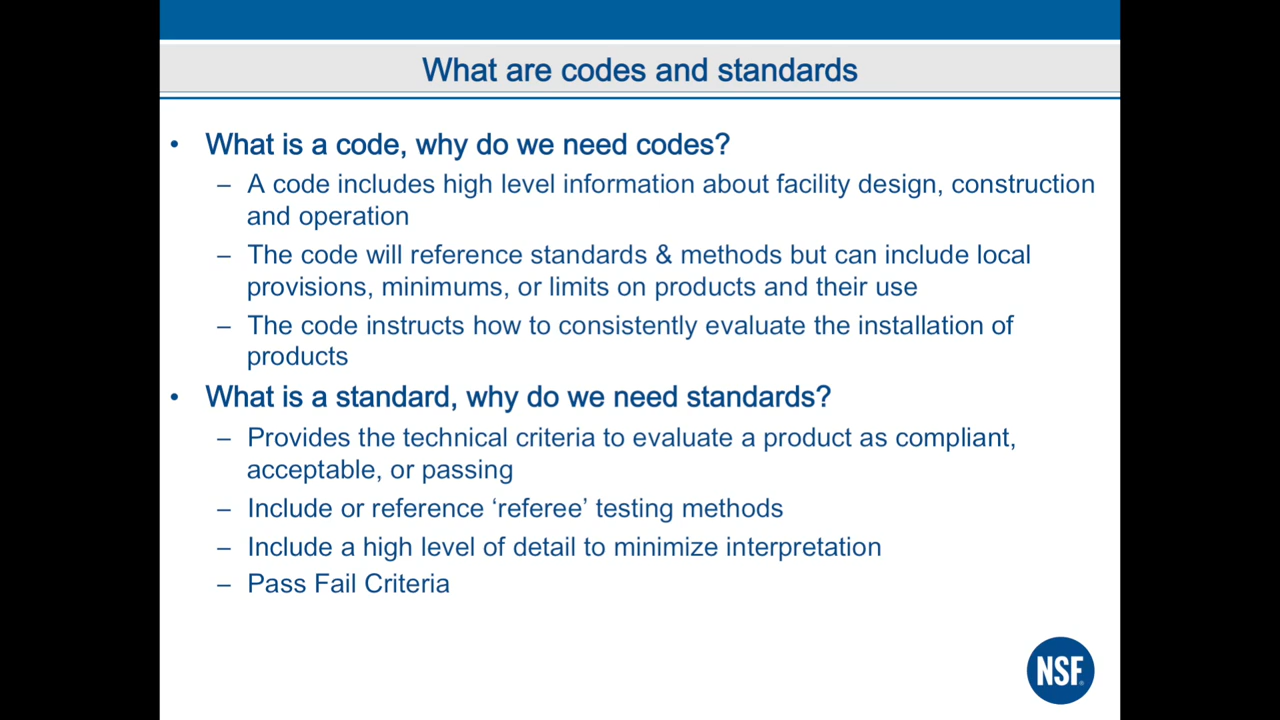 What are codes and standards
• What is a code, why do we need codes?
– A code includes high level information about facility design, construction
and operation
– The code will reference standards & methods but can include local
provisions, minimums, or limits on products and their use
– The code instructs how to consistently evaluate the installation of
products
• What is a standard, why do we need standards?
– Provides the technical criteria to evaluate a product as compliant,
acceptable, or passing
– Include or reference ‘referee’ testing methods
– Include a high level of detail to minimize interpretation
– Pass Fail Criteria
NSF®